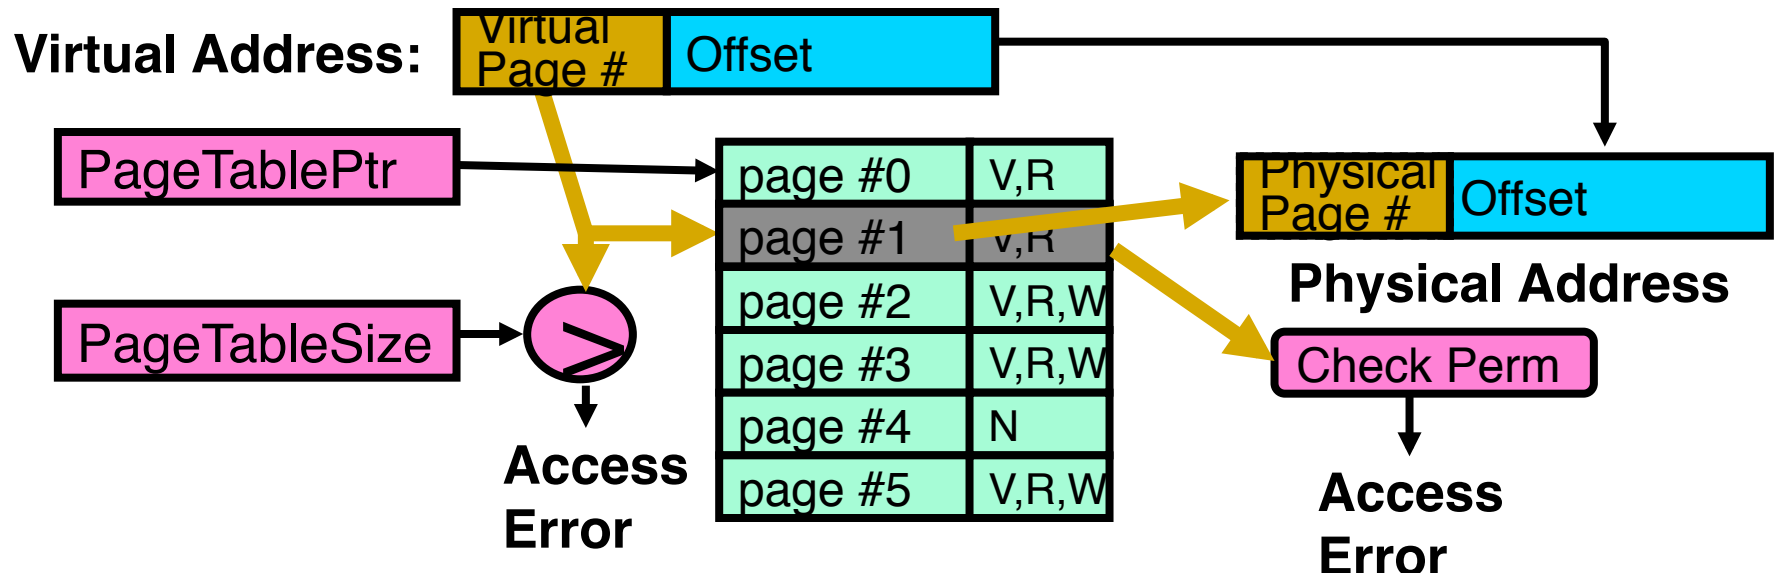 Virtual Address:
Virtual
Page #
Offset
PageTablePtr
PageTableSize
>
Access
Error
page #0 V,R
page #1 V,R
page #2 V,R,W
page #3 V,R,W
page #4 N
page #5 V,R,W
Physical
Page #
Offset
Physical Address
Check Perm
Access
Error